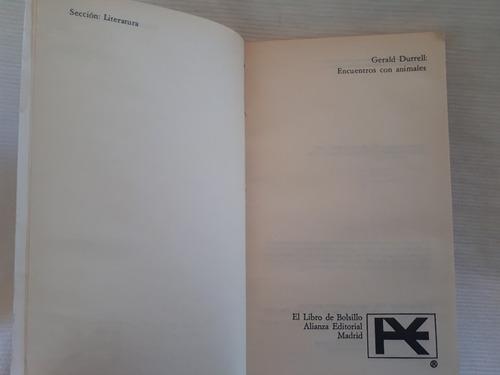 Sección: Literatura
Gerald Durrell:
Encuentros con animales
El Libro de Bolsillo
Alianza Editorial
Madrid
®